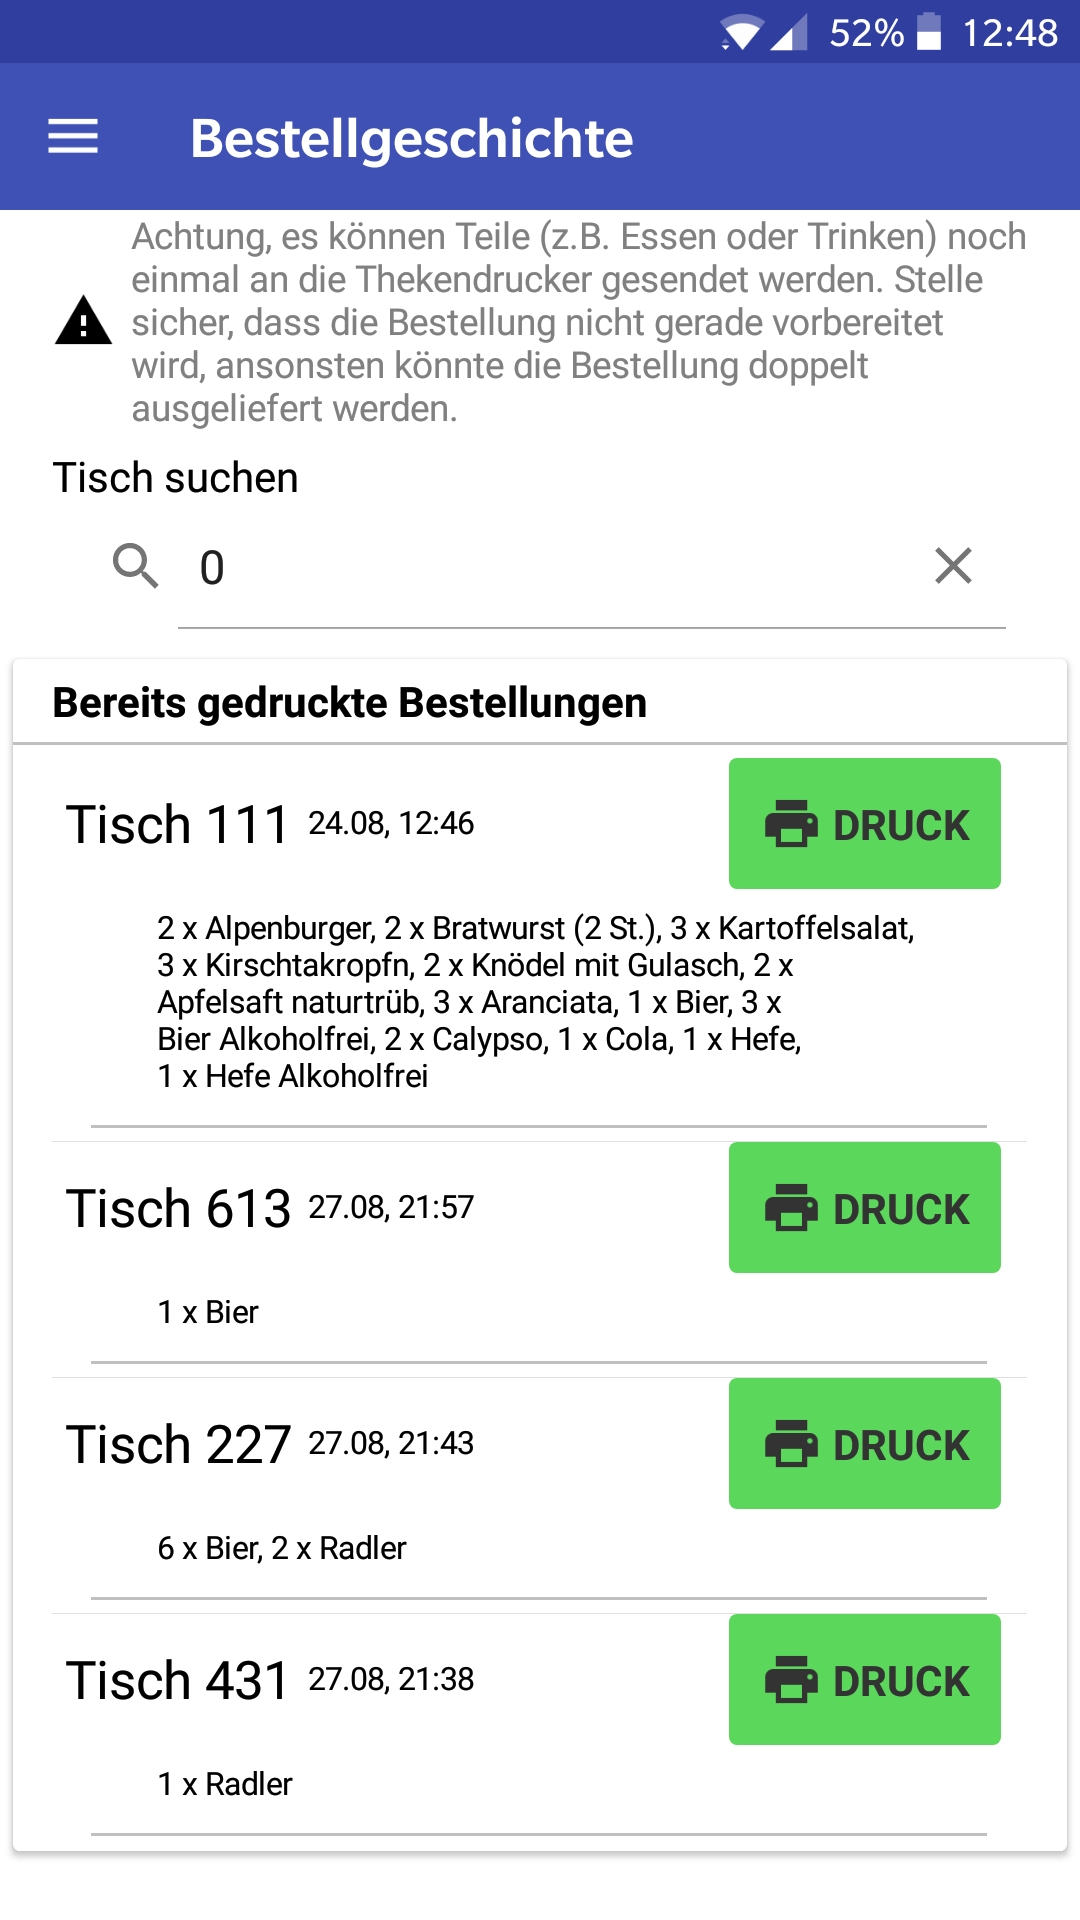 52% 12:48
Bestellgeschichte
Achtung, es können Teile (z.B. Essen oder Trinken) noch
einmal an die Thekendrucker gesendet werden. Stelle
sicher, dass die Bestellung nicht gerade vorbereitet
wird, ansonsten könnte die Bestellung doppelt
ausgeliefert werden.
Tisch suchen
0
Bereits gedruckte Bestellungen
Tisch 111 24.08, 12:46 DRUCK
2 x Alpenburger, 2 x Bratwurst (2 St.), 3 x Kartoffelsalat,
3 x Kirschtakropfn, 2 x Knödel mit Gulasch, 2 x
Apfelsaft naturtrüb, 3 x Aranciata, 1 x Bier, 3 x
Bier Alkoholfrei, 2 x Calypso, 1 x Cola, 1 x Hefe,
1 x Hefe Alkoholfrei
Tisch 613 27.08, 21:57 DRUCK
1 x Bier
Tisch 227 27.08, 21:43 DRUCK
6 x Bier, 2 x Radler
Tisch 431 27.08, 21:38 DRUCK
1 x Radler